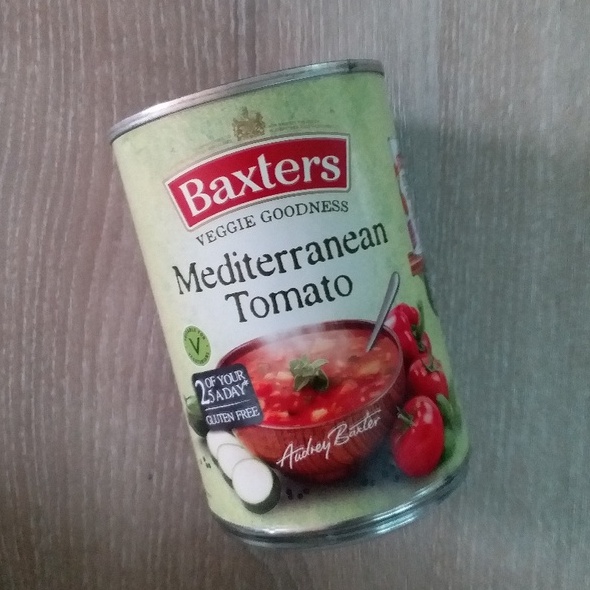 Baxters
VEGGIE GOODNESS
Mediterranean
Tomato
V
2 OF YOUR
5 A DAY*
GLUTEN FREE
Audrey Baxter